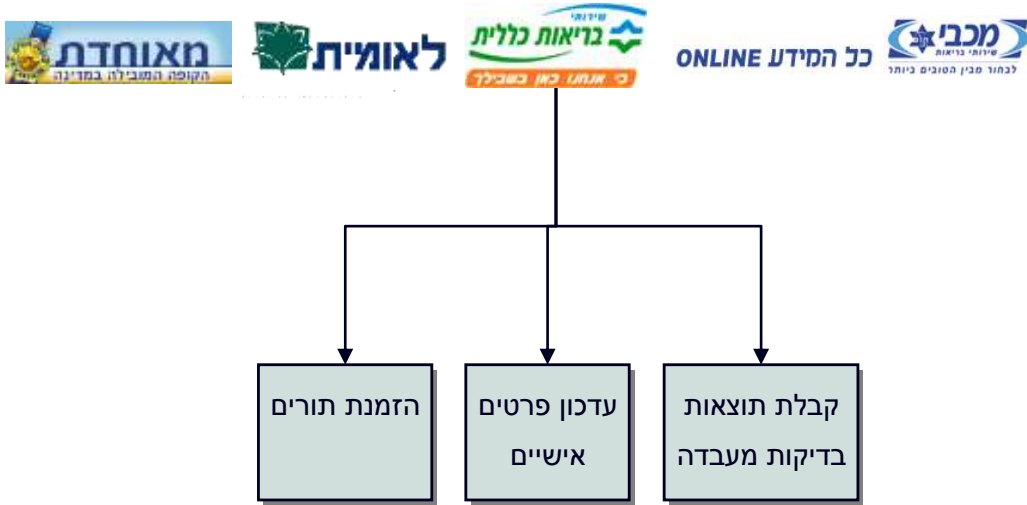 מכבי
שירותי בריאות
לבחור מבין הטובים ביותר
כל המידע ONLINE
שירותי
בריאות כללית
כי אנחנו כאן בשבילך
לאומית
מאוחדת
הקופה המובילה במדינה
קבלת תוצאות
בדיקות מעבדה
עדכון פרטים
אישיים
הזמנת תורים